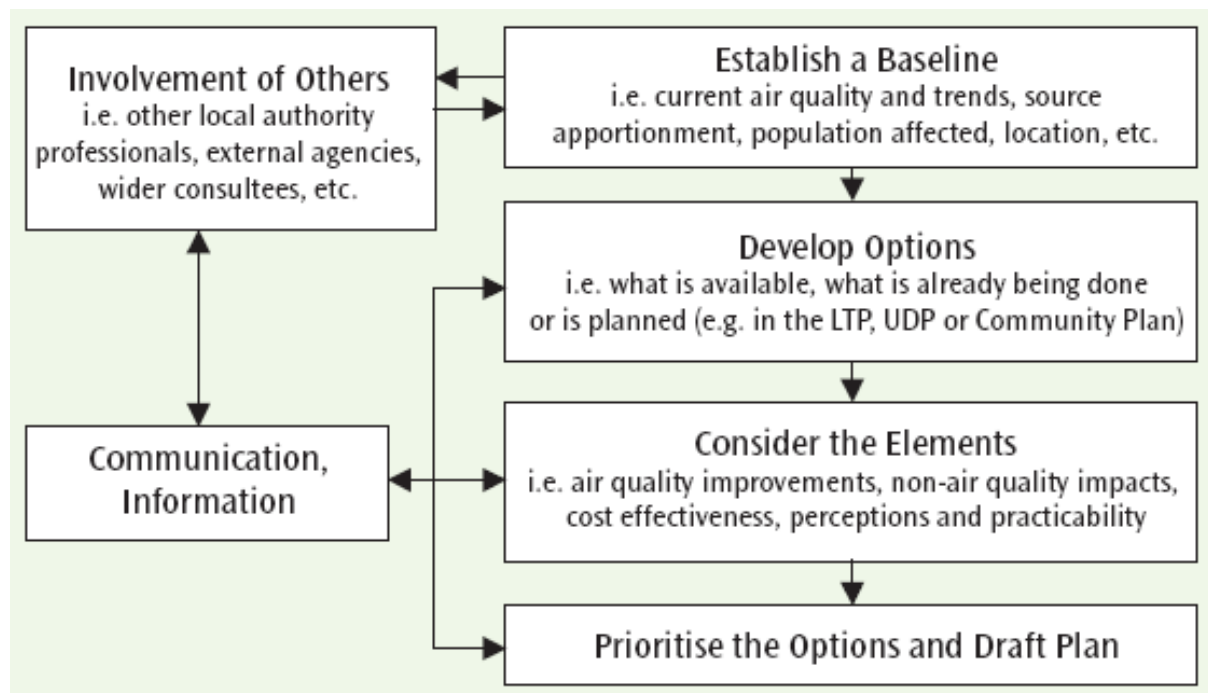 Involvement of Others
i.e. other local authority
professionals, external agencies,
wider consultees, etc.
Establish a Baseline
i.e. current air quality and trends, source
apportionment, population affected, location, etc.
Develop Options
i.e. what is available, what is already being done
or is planned (e.g. in the LTP, UDP or Community Plan)
Communication,
Information
Consider the Elements
i.e. air quality improvements, non-air quality impacts,
cost effectiveness, perceptions and practicability
Prioritise the Options and Draft Plan